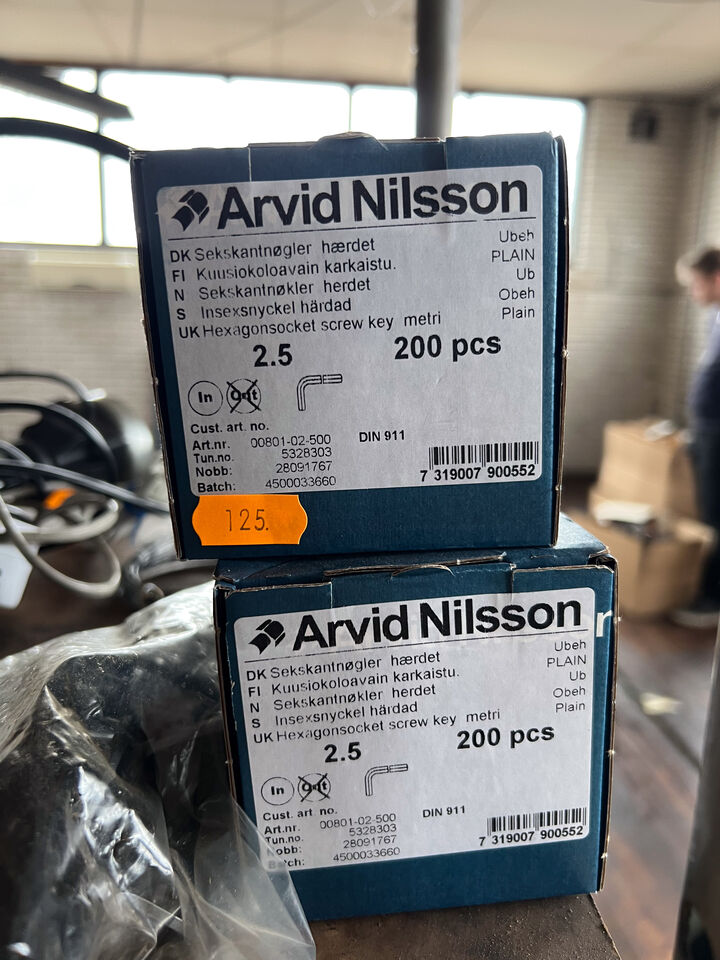 Arvid Nilsson
DK Sekskantnøgler hærdet Ubeh
FI Kuusiokoloavain karkaistu. PLAIN
N Sekskantnøkler herdet Ub
S Insexsnyckel härdad Obeh
UK Hexagonsocket screw key metri Plain
2.5 200 pcs
In Out
Cust. art. no.
Art.nr. 00801-02-500 DIN 911
Tun.no. 5328303
Nobb: 28091767
Batch: 4500033660
7 319007 900552
125.
Arvid Nilsson
DK Sekskantnøgler hærdet Ubeh
FI Kuusiokoloavain karkaistu. PLAIN
N Sekskantnøkler herdet Ub
S Insexsnyckel härdad Obeh
UK Hexagonsocket screw key metri Plain
2.5 200 pcs
In Out
Cust. art. no.
Art.nr. 00801-02-500 DIN 911
Tun.no. 5328303
Nobb: 28091767
Batch: 4500033660
7 319007 900552